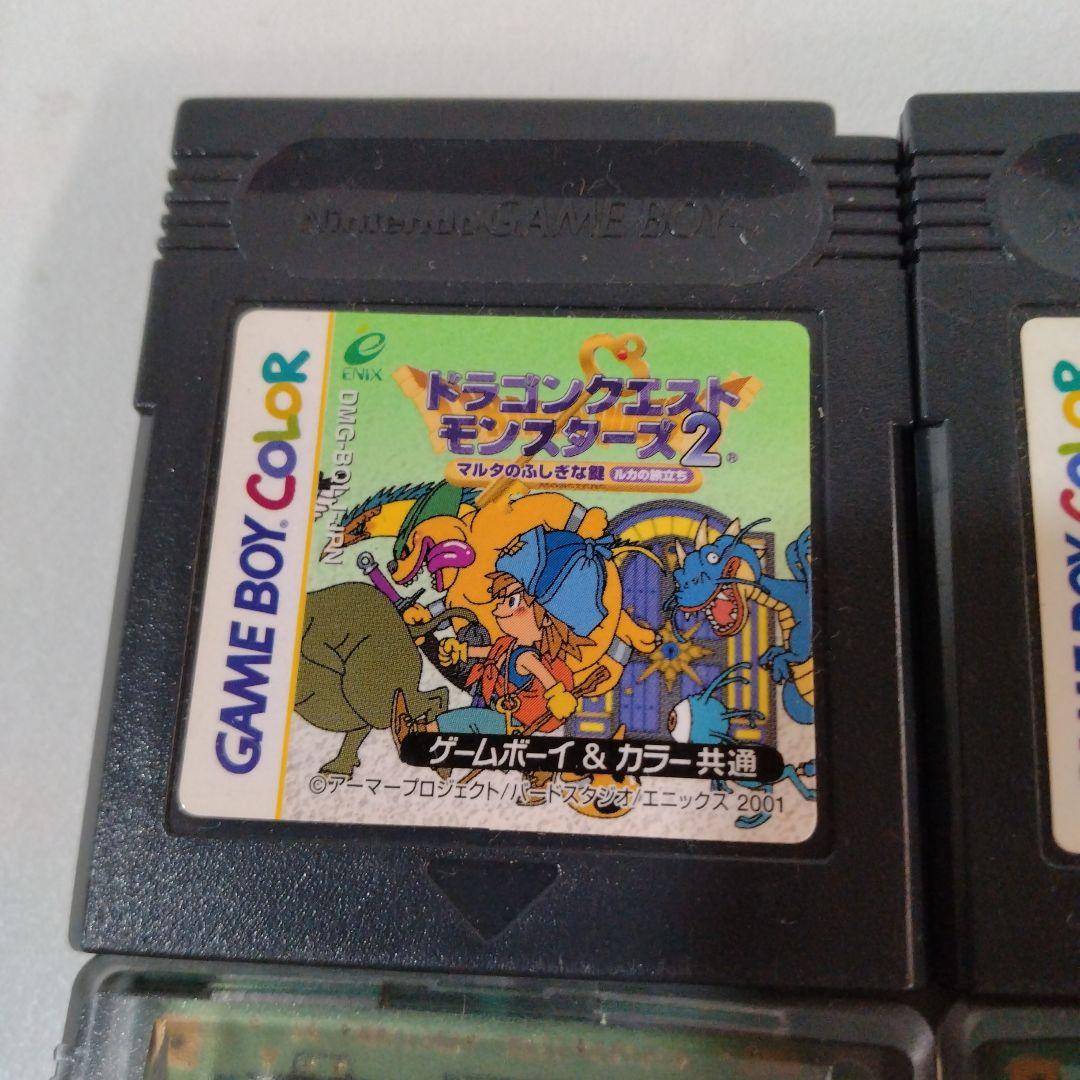 Nintendo GAME BOY
GAME BOY COLOR
ENIX
DMG-BQLJ-JPN
ドラゴンクエスト
モンスターズ2
マルタのふしぎな鍵 ルカの旅立ち
ゲームボーイ & カラー共通
©アーマープロジェクト/バードスタジオ/エニックス 2001